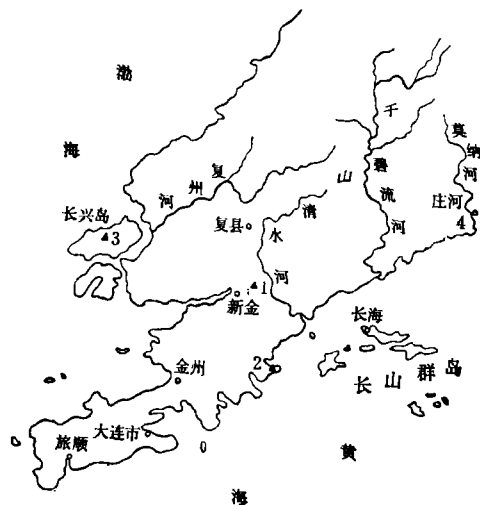 渤海
复州河
长兴岛
3
复县
清水河
千山
碧流河
莫纳河
庄河
4
1
新金
长海
长山群岛
2
金州
大连市
旅顺
黄海